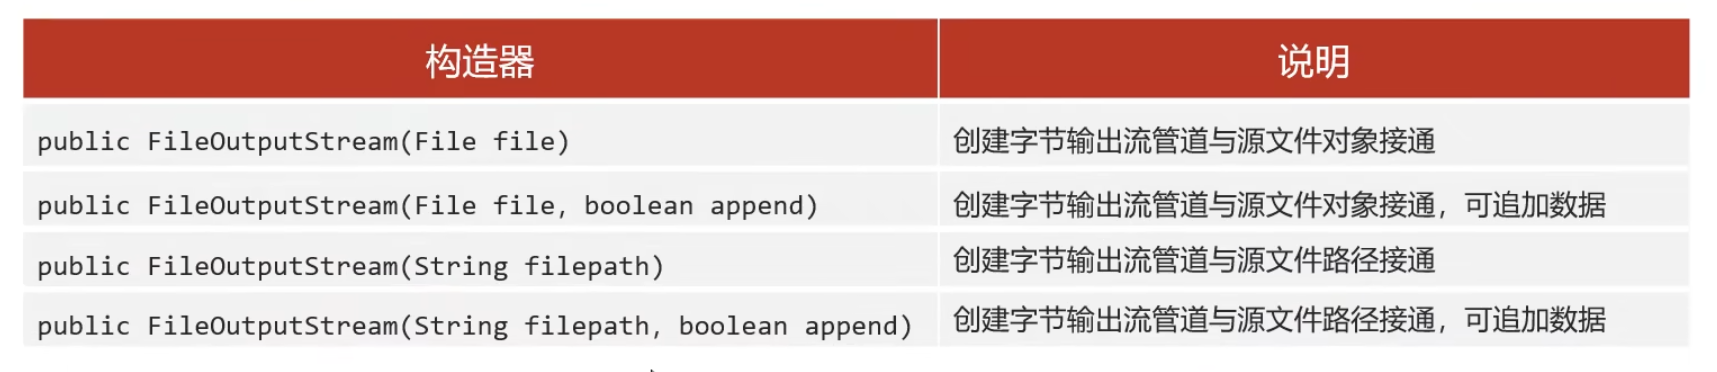 构造器 说明
public FileOutputStream(File file) 创建字节输出流管道与源文件对象接通
public FileOutputStream(File file, boolean append) 创建字节输出流管道与源文件对象接通，可追加数据
public FileOutputStream(String filepath) 创建字节输出流管道与源文件路径接通
public FileOutputStream(String filepath, boolean append) 创建字节输出流管道与源文件路径接通，可追加数据